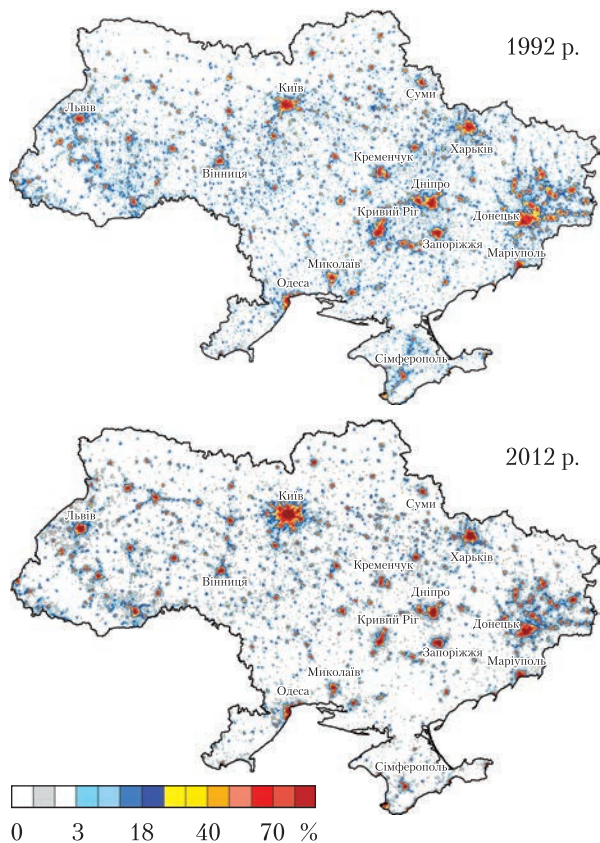 1992 р.
Київ
Суми
Львів
Харків
Вінниця
Кременчук
Дніпро
Кривий Ріг
Донецьк
Запоріжжя
Маріуполь
Миколаїв
Одеса
Сімферополь
2012 р.
Київ
Суми
Львів
Харків
Вінниця
Кременчук
Дніпро
Кривий Ріг
Донецьк
Запоріжжя
Маріуполь
Миколаїв
Одеса
Сімферополь
0 3 18 40 70 %